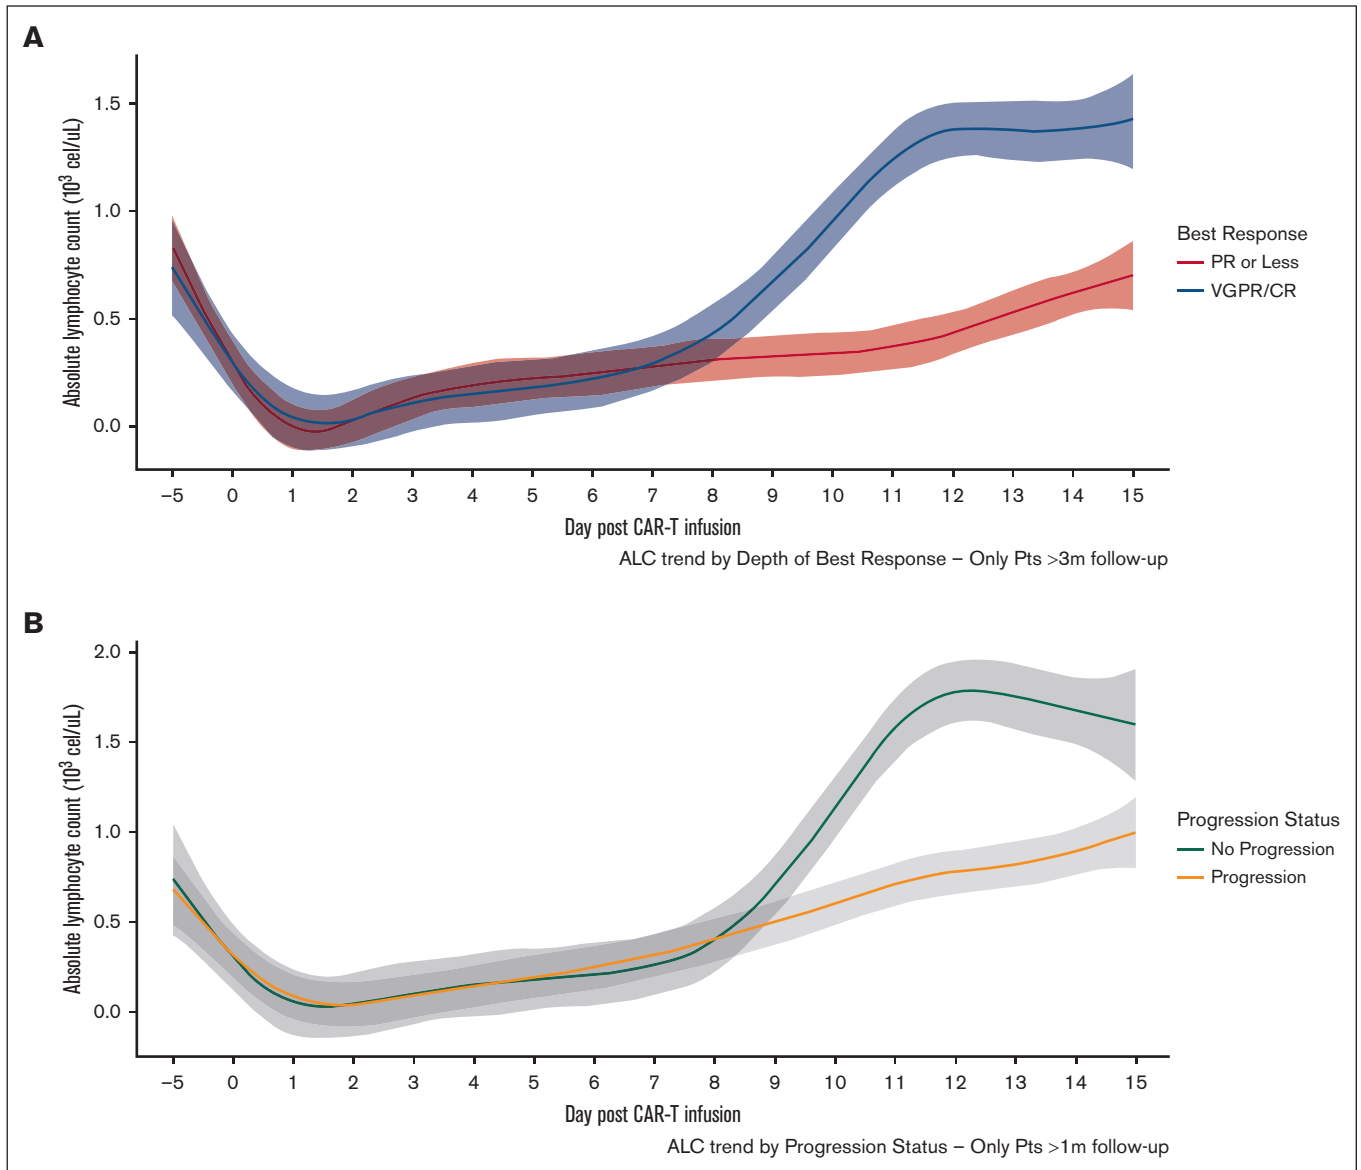 A
Absolute lymphocyte count (10³ cel/uL)
1.5
1.0
0.5
0.0
–5 0 1 2 3 4 5 6 7 8 9 10 11 12 13 14 15
Day post CAR-T infusion
ALC trend by Depth of Best Response – Only Pts >3m follow-up
Best Response
PR or Less
VGPR/CR
B
Absolute lymphocyte count (10³ cel/uL)
2.0
1.5
1.0
0.5
0.0
–5 0 1 2 3 4 5 6 7 8 9 10 11 12 13 14 15
Day post CAR-T infusion
ALC trend by Progression Status – Only Pts >1m follow-up
Progression Status
No Progression
Progression